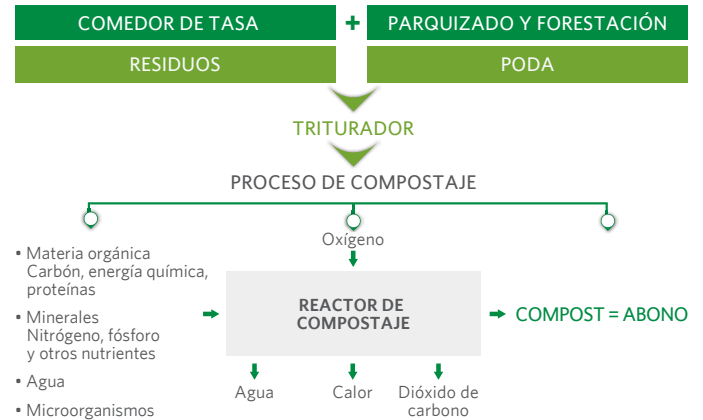 COMEDOR DE TASA + PARQUIZADO Y FORESTACIÓN
RESIDUOS
PODA
TRITURADOR
PROCESO DE COMPOSTAJE
• Materia orgánica
Carbón, energía química,
proteínas
• Minerales
Nitrógeno, fósforo
y otros nutrientes
• Agua
• Microorganismos
Oxígeno
REACTOR DE
COMPOSTAJE
Agua
Calor
Dióxido de
carbono
COMPOST = ABONO